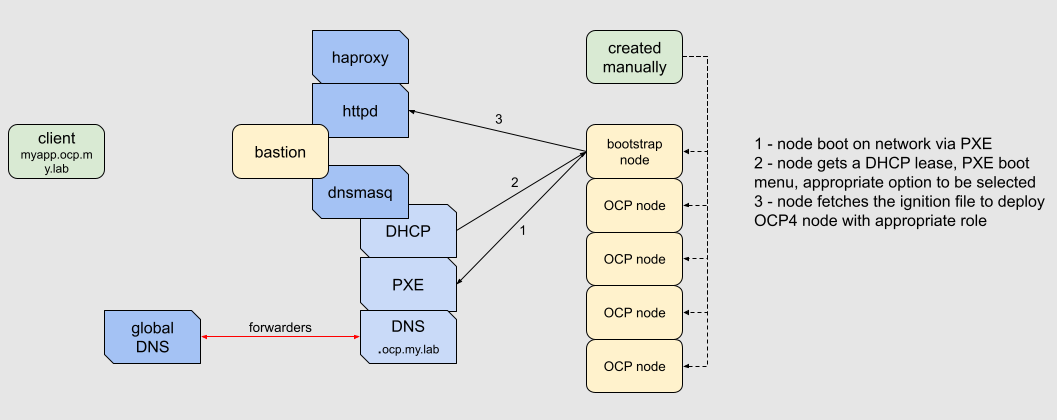 haproxy
created
manually
httpd
3
client
myapp.ocp.m
y.lab
bastion
bootstrap
node
1 - node boot on network via PXE
2 - node gets a DHCP lease, PXE boot
menu, appropriate option to be selected
3 - node fetches the ignition file to deploy
OCP4 node with appropriate role
dnsmasq
2
OCP node
DHCP
1
OCP node
PXE
OCP node
global
DNS
forwarders
DNS
.ocp.my.lab
OCP node